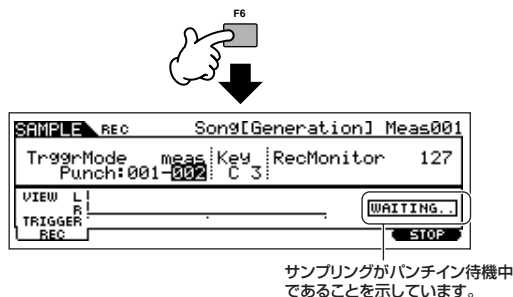 F6
SAMPLE REC Song[Generation] Meas001
TrggrMode meas Key RecMonitor 127
Punch:001-002 C 3
VIEW L
R
WAITING..
TRIGGER
REC STOP
サンプリングがパンチイン待機中
であることを示しています。